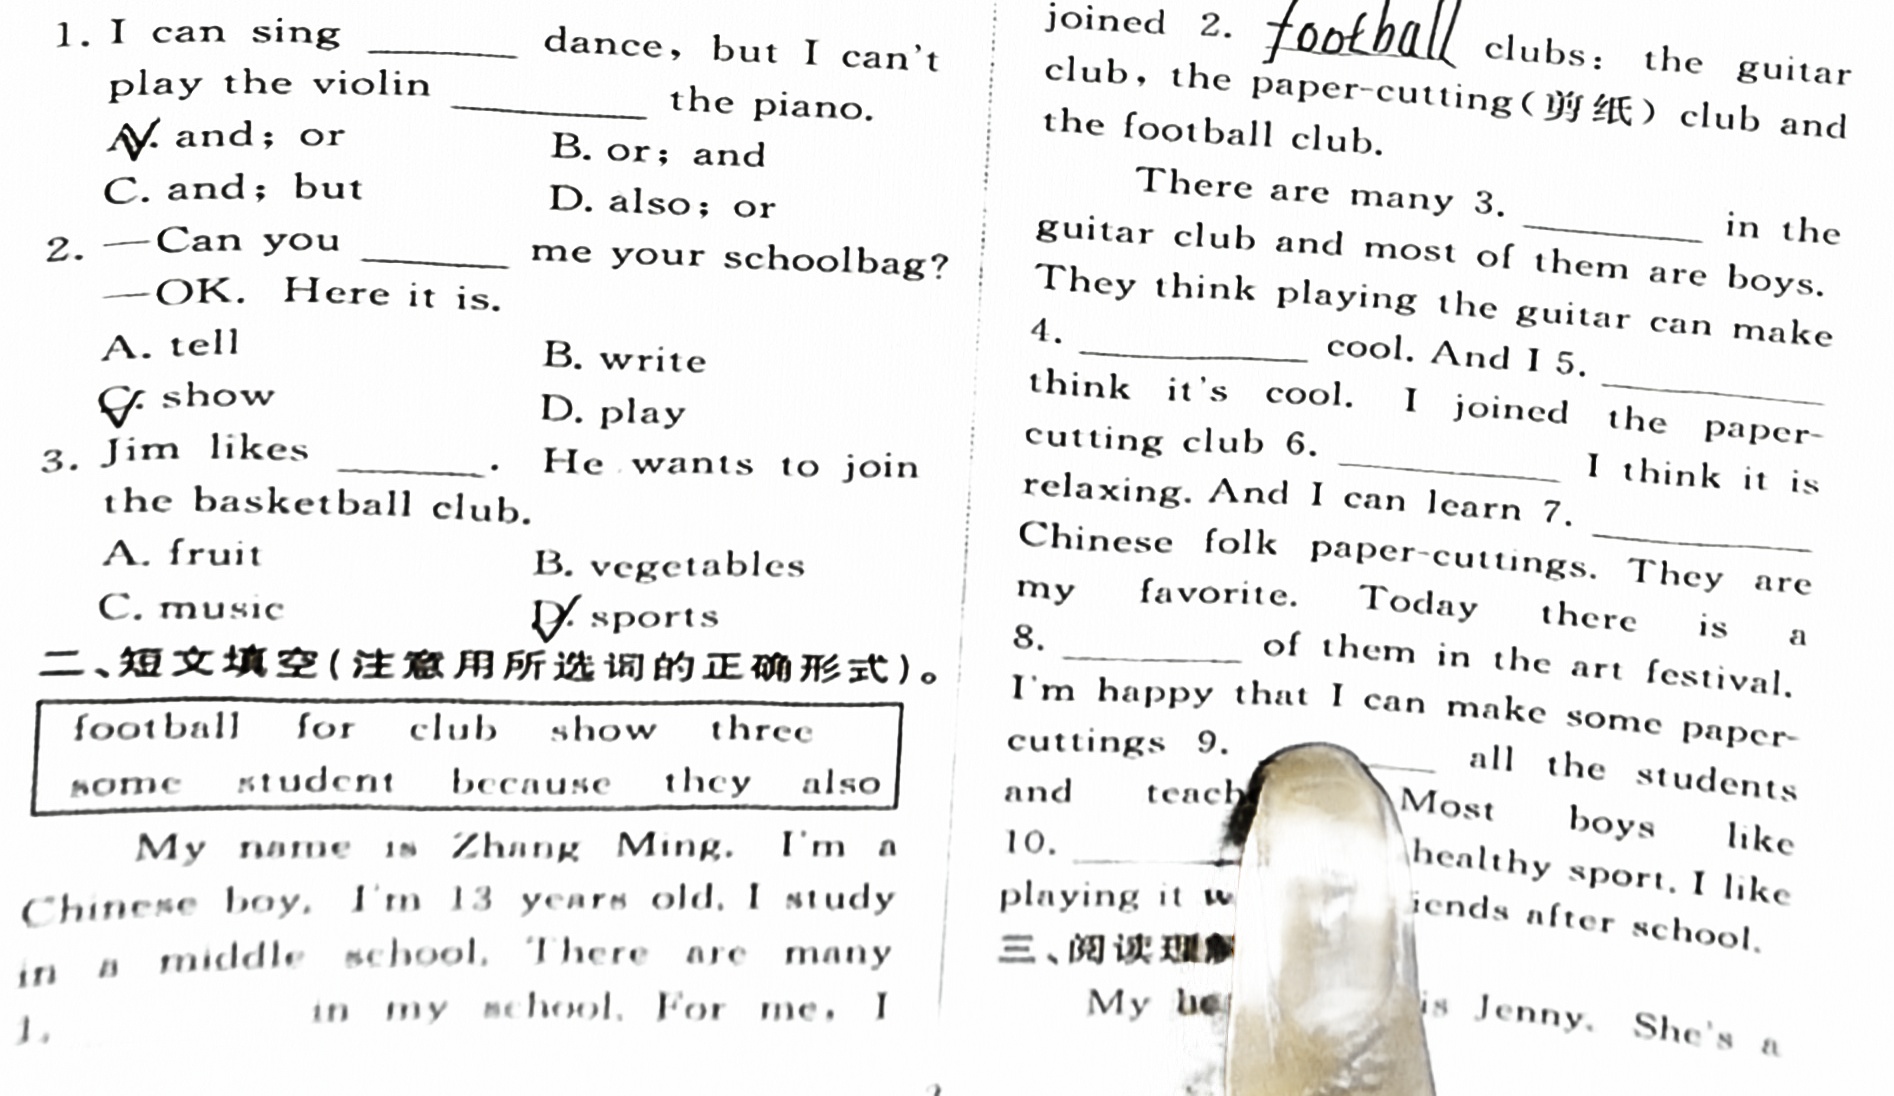 1. I can sing ______ dance, but I can't
play the violin ______ the piano.
A. and; or B. or; and
C. and; but D. also; or
2. —Can you ______ me your schoolbag?
—OK. Here it is.
A. tell B. write
C. show D. play
3. Jim likes ______. He wants to join
the basketball club.
A. fruit B. vegetables
C. music D. sports
二、短文填空(注意用所选词的正确形式)。
football for club show three
some student because they also
My name is Zhang Ming. I'm a
Chinese boy. I'm 13 years old. I study
in a middle school. There are many
1. ______ in my school. For me, I
joined 2. football clubs: the guitar
club, the paper-cutting(剪纸) club and
the football club.
There are many 3. ______ in the
guitar club and most of them are boys.
They think playing the guitar can make
4. ______ cool. And I 5. ______
think it's cool. I joined the paper-
cutting club 6. ______ I think it is
relaxing. And I can learn 7. ______
Chinese folk paper-cuttings. They are
my favorite. Today there is a
8. ______ of them in the art festival.
I'm happy that I can make some paper-
cuttings 9. ______ all the students
and teach Most boys like
10. ______ healthy sport. I like
playing it after school.
三、阅读理解
My is Jenny. She's a